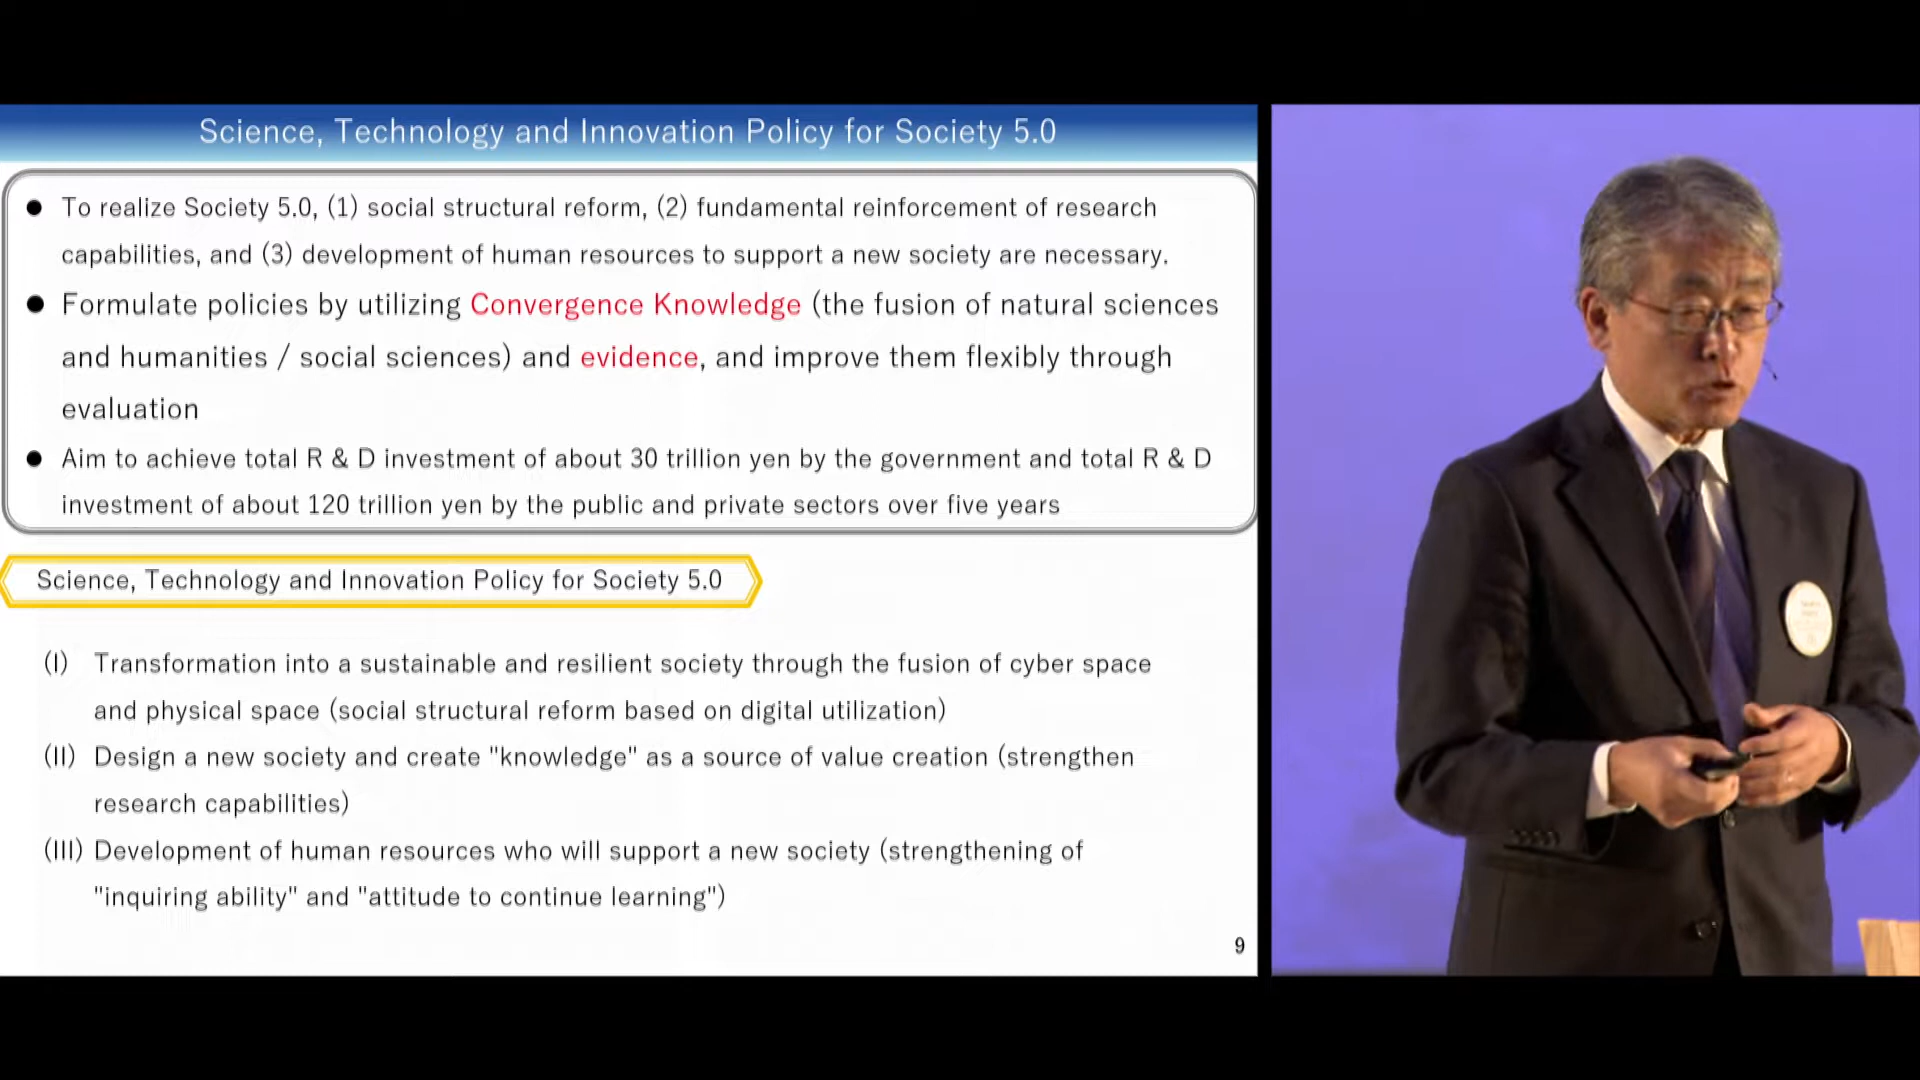 Science, Technology and Innovation Policy for Society 5.0
● To realize Society 5.0, (1) social structural reform, (2) fundamental reinforcement of research
capabilities, and (3) development of human resources to support a new society are necessary.
● Formulate policies by utilizing Convergence Knowledge (the fusion of natural sciences
and humanities / social sciences) and evidence, and improve them flexibly through
evaluation
● Aim to achieve total R & D investment of about 30 trillion yen by the government and total R & D
investment of about 120 trillion yen by the public and private sectors over five years
Science, Technology and Innovation Policy for Society 5.0
(I) Transformation into a sustainable and resilient society through the fusion of cyber space
and physical space (social structural reform based on digital utilization)
(II) Design a new society and create "knowledge" as a source of value creation (strengthen
research capabilities)
(III) Development of human resources who will support a new society (strengthening of
"inquiring ability" and "attitude to continue learning")
9